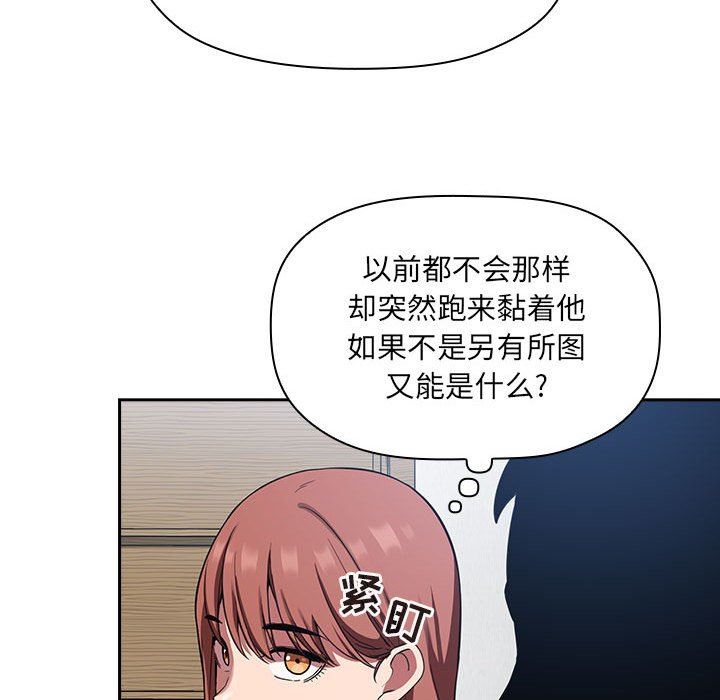 以前都不会那样
却突然跑来黏着他
如果不是另有所图
又能是什么?
紧盯